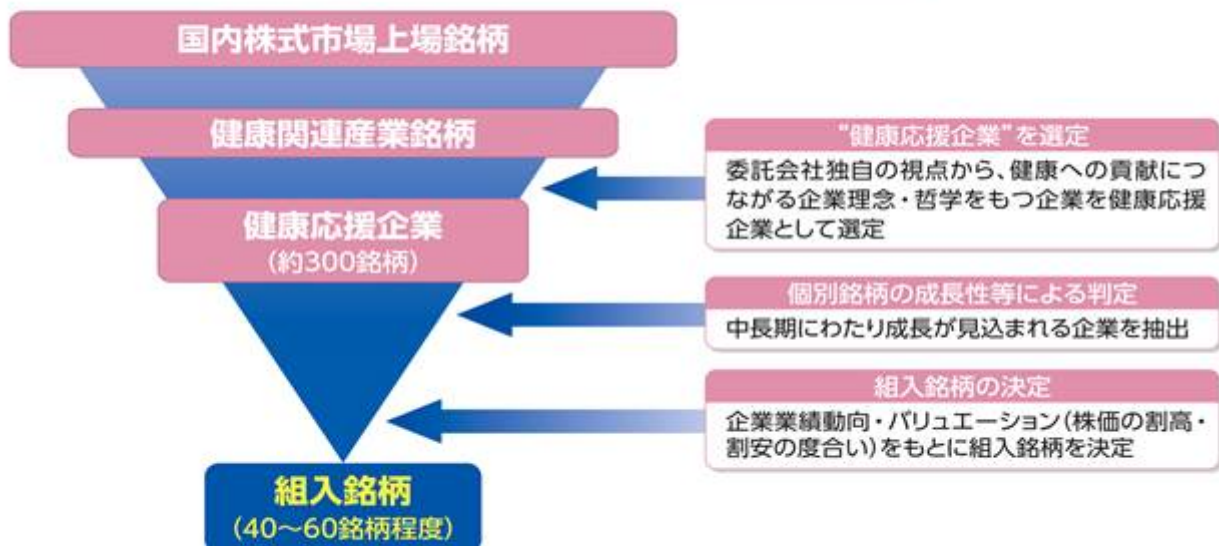 国内株式市場上場銘柄
健康関連産業銘柄
健康応援企業
(約300銘柄)
組入銘柄
(40～60銘柄程度)
“健康応援企業”を選定
委託会社独自の視点から、健康への貢献につ
ながる企業理念・哲学をもつ企業を健康応援
企業として選定
個別銘柄の成長性等による判定
中長期にわたり成長が見込まれる企業を抽出
組入銘柄の決定
企業業績動向・バリュエーション(株価の割高・
割安の度合い)をもとに組入銘柄を決定